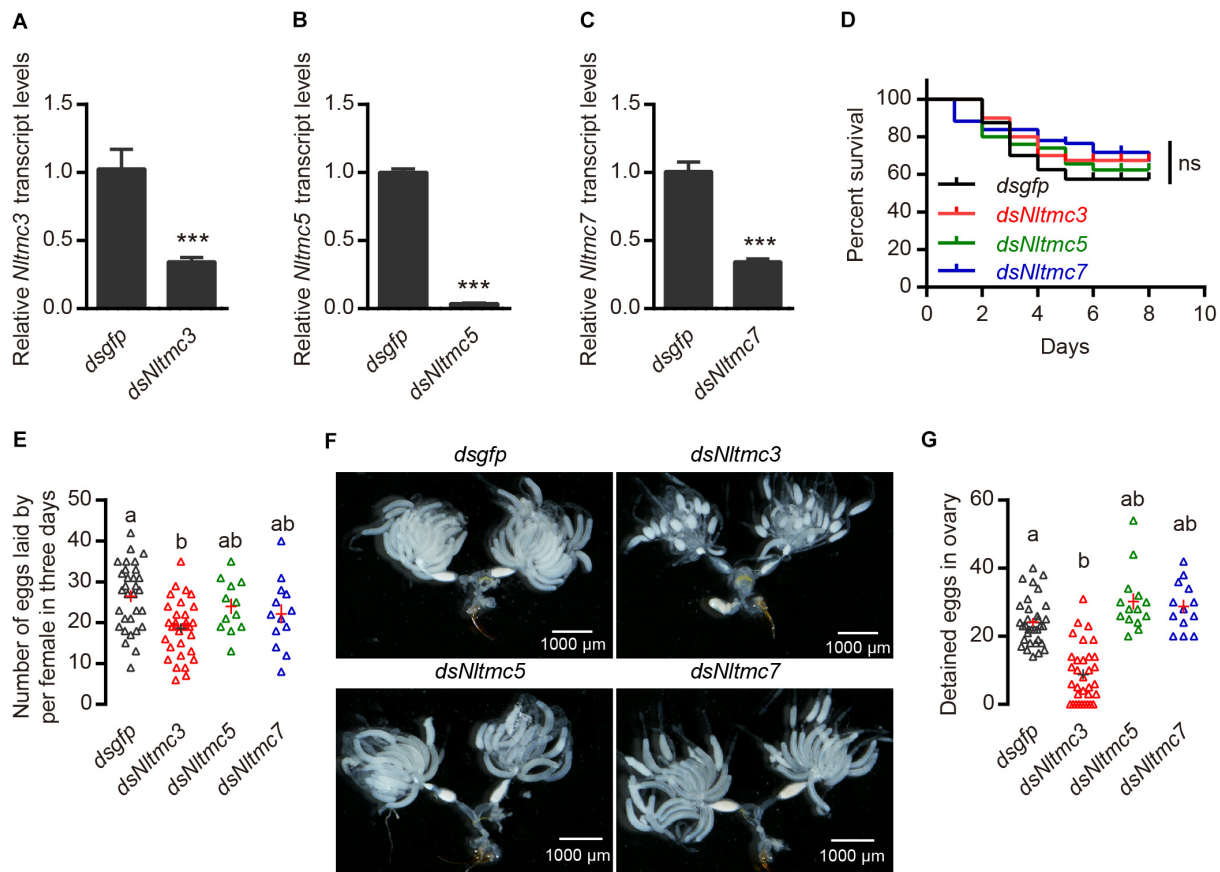 A
Relative Nltmc3 transcript levels
1.5
1.0
0.5
0.0
***
dsgfp
dsNltmc3
B
Relative Nltmc5 transcript levels
1.5
1.0
0.5
0.0
***
dsgfp
dsNltmc5
C
Relative Nltmc7 transcript levels
1.5
1.0
0.5
0.0
***
dsgfp
dsNltmc7
D
Percent survival
100
80
60
40
20
0
ns
dsgfp
dsNltmc3
dsNltmc5
dsNltmc7
0
2
4
6
8
10
Days
E
Number of eggs laid by
per female in three days
50
40
30
20
10
0
a
b
ab
ab
dsgfp
dsNltmc3
dsNltmc5
dsNltmc7
F
dsgfp
dsNltmc3
1000 µm
1000 µm
dsNltmc5
dsNltmc7
1000 µm
1000 µm
G
Detained eggs in ovary
60
40
20
0
a
b
ab
ab
dsgfp
dsNltmc3
dsNltmc5
dsNltmc7